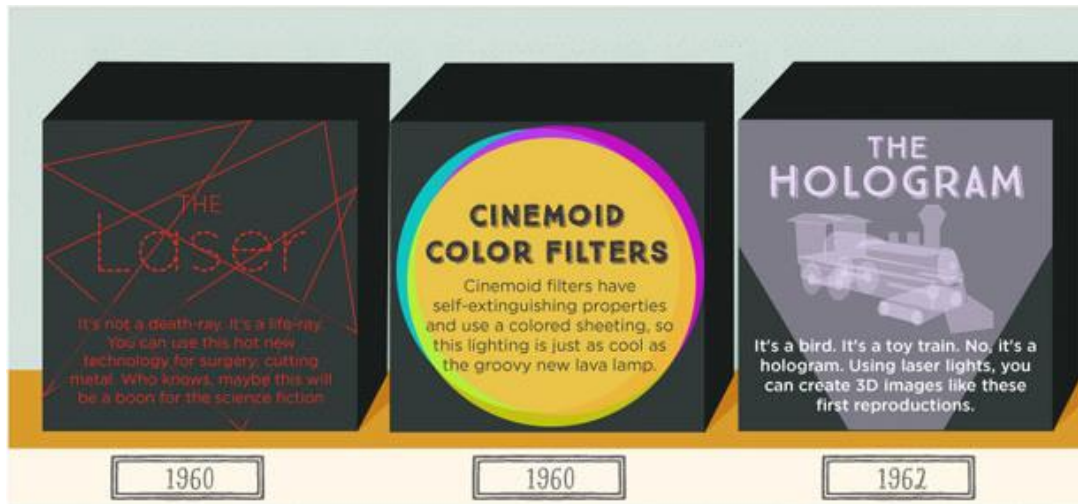 THE
Laser
It's not a death-ray. It's a life-ray.
You can use this hot new
technology for surgery, cutting
metal. Who knows, maybe this will
be a boon for the science fiction
1960
CINEMOID
COLOR FILTERS
Cinemoid filters have
self-extinguishing properties
and use a colored sheeting, so
this lighting is just as cool as
the groovy new lava lamp.
1960
THE
HOLOGRAM
It's a bird. It's a toy train. No, it's a
hologram. Using laser lights, you
can create 3D images like these
first reproductions.
1962